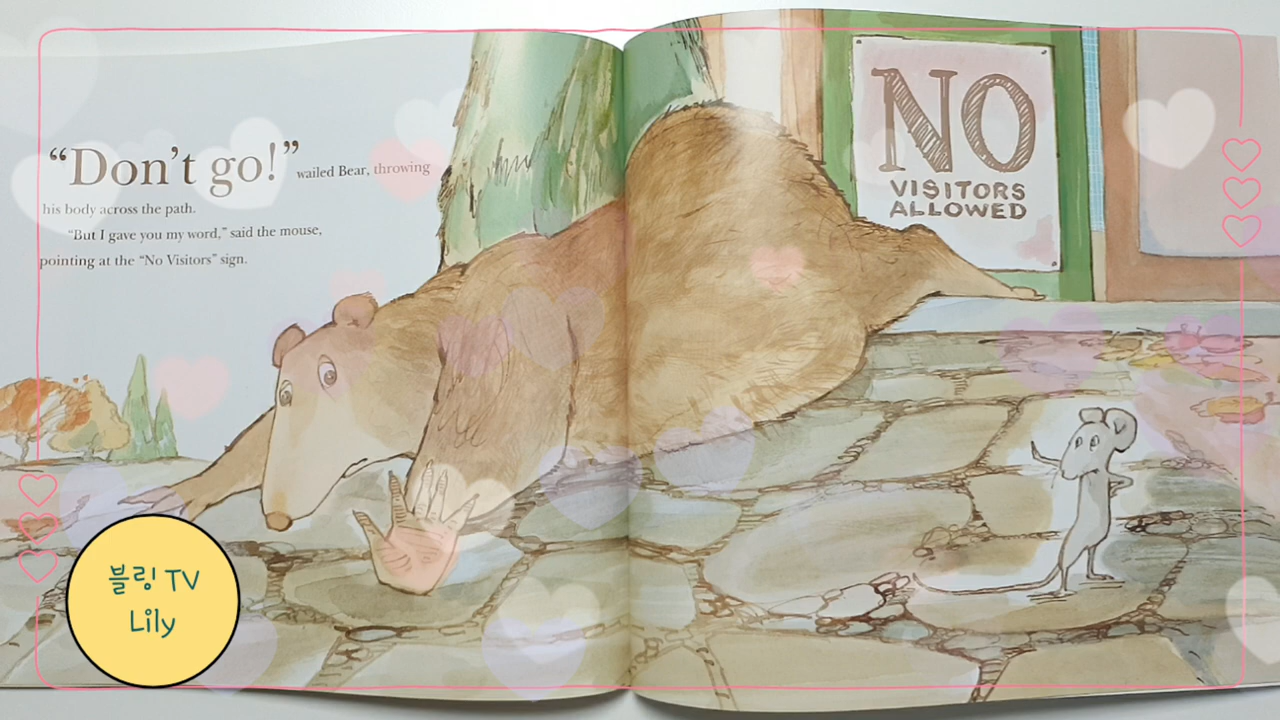 “Don’t go!” wailed Bear, throwing
his body across the path.
“But I gave you my word,” said the mouse,
pointing at the “No Visitors” sign.
NO
VISITORS
ALLOWED
블링 TV
Lily